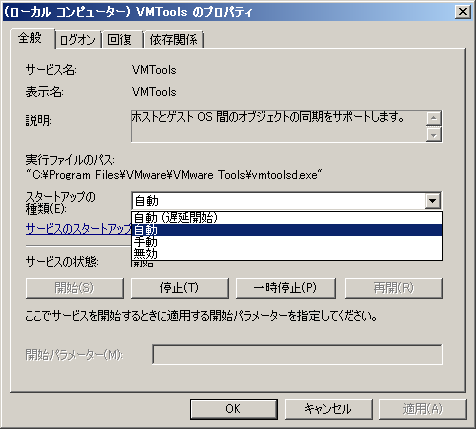 (ローカル コンピューター) VMTools のプロパティ
全般 ログオン 回復 依存関係
サービス名: VMTools
表示名: VMTools
説明: ホストとゲスト OS 間のオブジェクトの同期をサポートします。
実行ファイルのパス:
"C:¥Program Files¥VMware¥VMware Tools¥vmtoolsd.exe"
スタートアップの
種類(E): 自動
自動 (遅延開始)
自動
手動
無効
サービスのスタートアップ
サービスの状態: 開始
開始(S) 停止(T) 一時停止(P) 再開(R)
ここでサービスを開始するときに適用する開始パラメーターを指定してください。
開始パラメーター(M):
OK キャンセル 適用(A)